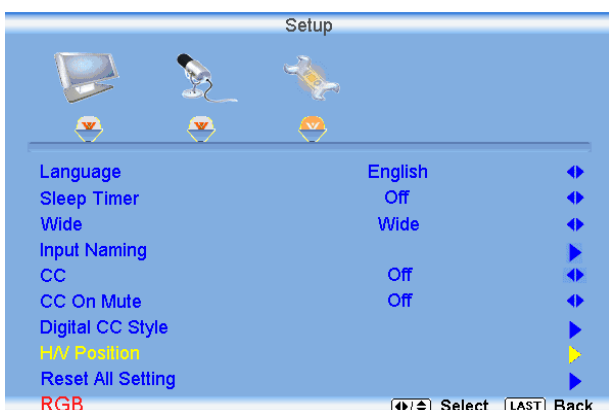 Setup
Language English
Sleep Timer Off
Wide Wide
Input Naming
CC Off
CC On Mute Off
Digital CC Style
H/V Position
Reset All Setting
RGB Select LAST Back